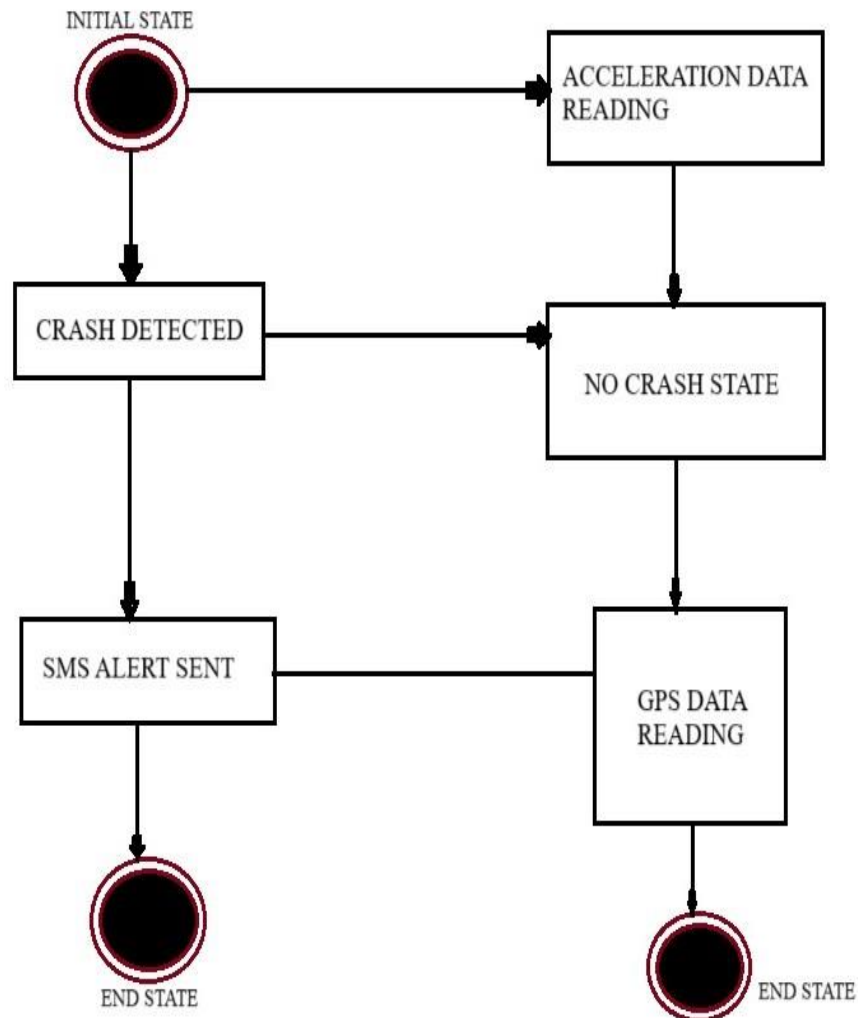 INITIAL STATE
ACCELERATION DATA
READING
CRASH DETECTED
NO CRASH STATE
SMS ALERT SENT
GPS DATA
READING
END STATE
END STATE